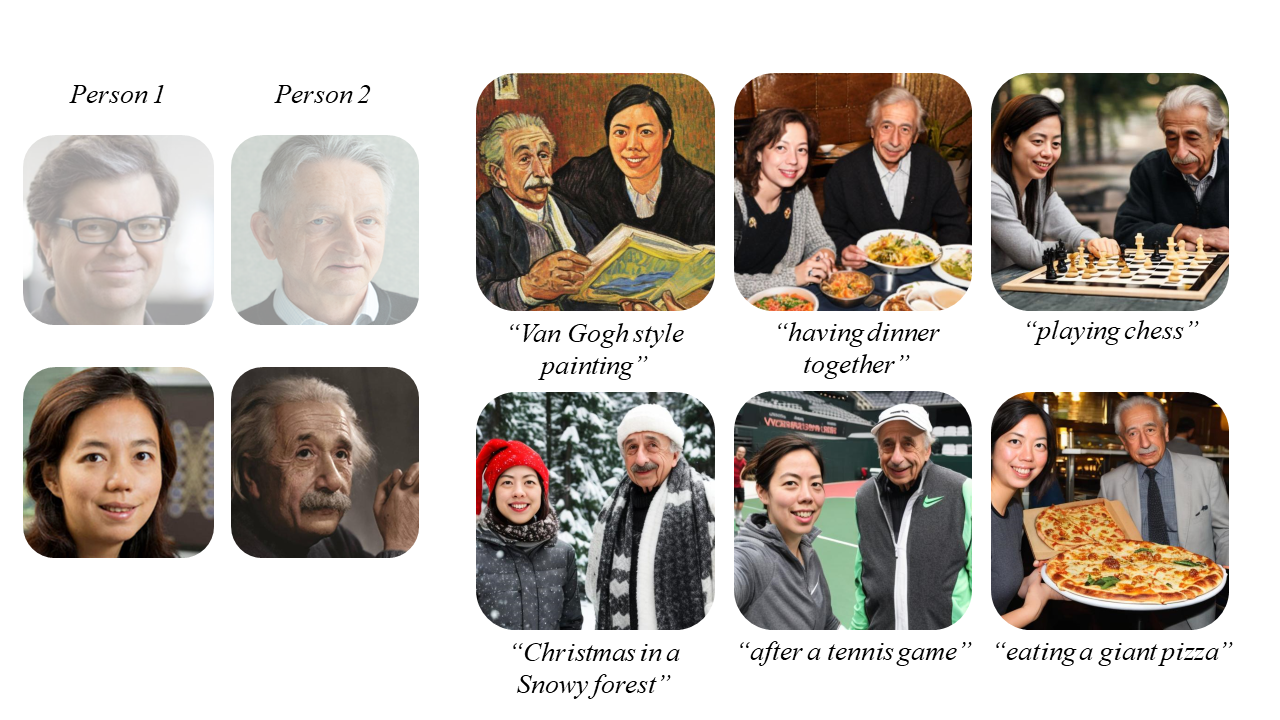 Person 1
Person 2
“Van Gogh style
painting”
“having dinner
together”
“playing chess”
“Christmas in a
Snowy forest”
“after a tennis game”
“eating a giant pizza”